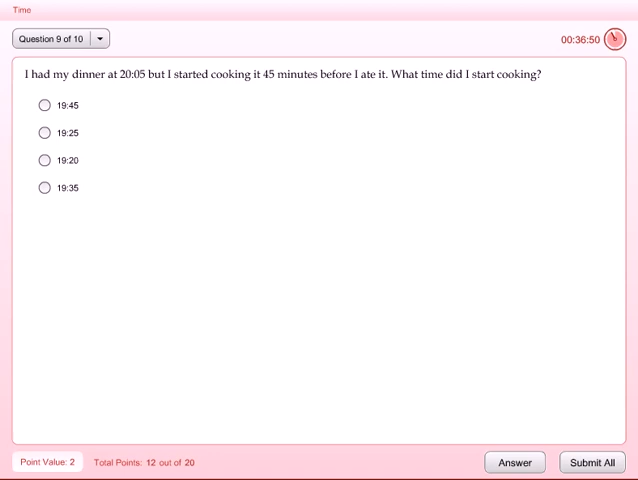 Time
Question 9 of 10
00:36:50
I had my dinner at 20:05 but I started cooking it 45 minutes before I ate it. What time did I start cooking?
19:45
19:25
19:20
19:35
Point Value: 2
Total Points: 12 out of 20
Answer
Submit All